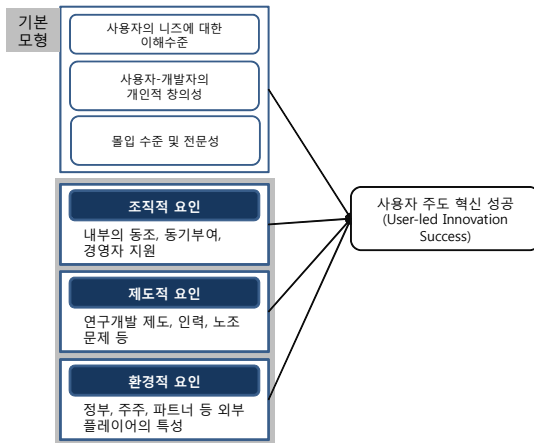 기본
모형
사용자의 니즈에 대한
이해수준
사용자-개발자의
개인적 창의성
몰입 수준 및 전문성
조직적 요인
내부의 동조, 동기부여,
경영자 지원
제도적 요인
연구개발 제도, 인력, 노조
문제 등
환경적 요인
정부, 주주, 파트너 등 외부
플레이어의 특성
사용자 주도 혁신 성공
(User-led Innovation
Success)